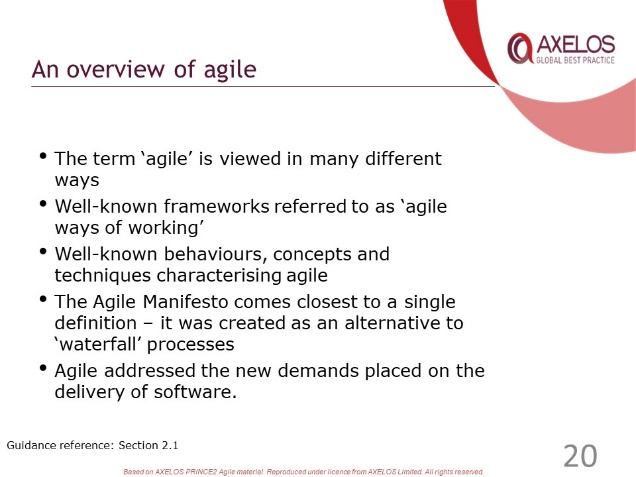 AXELOS
GLOBAL BEST PRACTICE
An overview of agile
• The term ‘agile’ is viewed in many different
ways
• Well-known frameworks referred to as ‘agile
ways of working’
• Well-known behaviours, concepts and
techniques characterising agile
• The Agile Manifesto comes closest to a single
definition – it was created as an alternative to
‘waterfall’ processes
• Agile addressed the new demands placed on the
delivery of software.
Guidance reference: Section 2.1
20
Based on AXELOS PRINCE2 Agile material. Reproduced under licence from AXELOS Limited. All rights reserved.